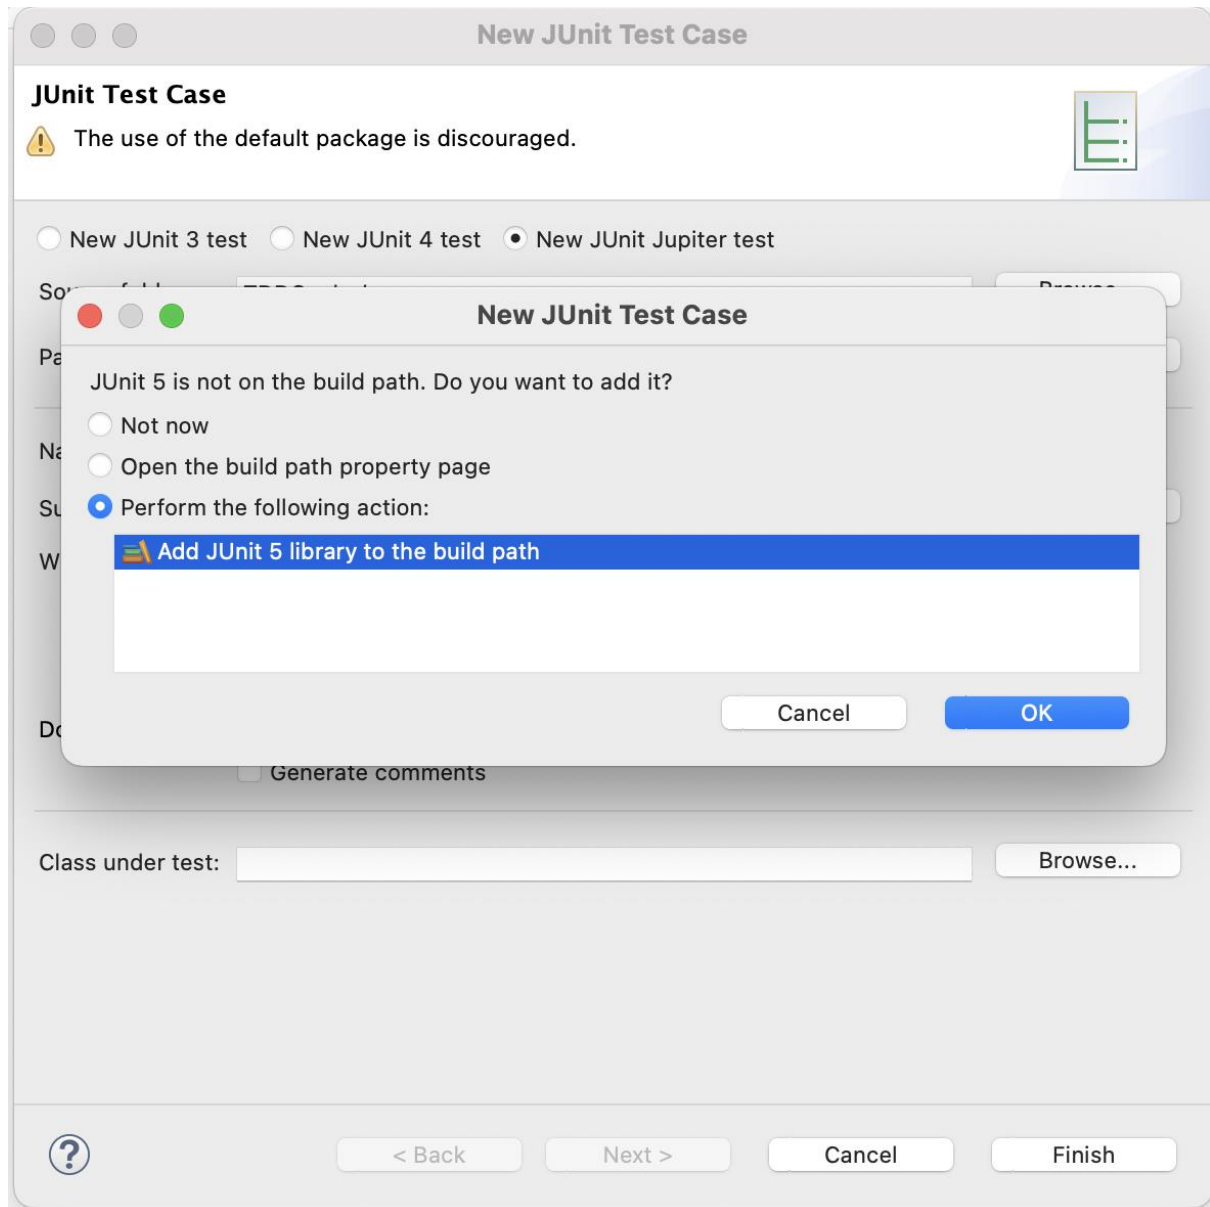 New JUnit Test Case
JUnit Test Case
The use of the default package is discouraged.
New JUnit 3 test New JUnit 4 test New JUnit Jupiter test
New JUnit Test Case
JUnit 5 is not on the build path. Do you want to add it?
Not now
Open the build path property page
Perform the following action:
Add JUnit 5 library to the build path
Cancel OK
Generate comments
Class under test: Browse...
? < Back Next > Cancel Finish